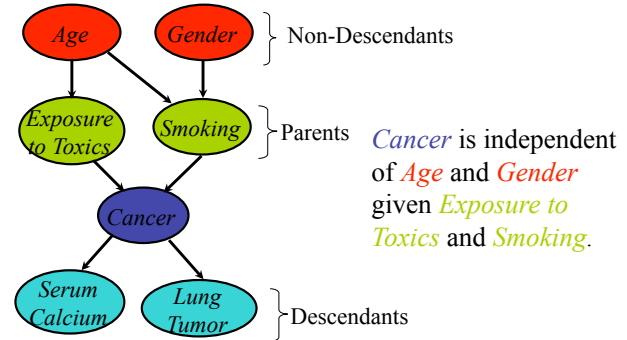 Age
Gender
Non-Descendants
Exposure
to Toxics
Smoking
Parents
Cancer is independent
of Age and Gender
given Exposure to
Toxics and Smoking.
Cancer
Serum
Calcium
Lung
Tumor
Descendants